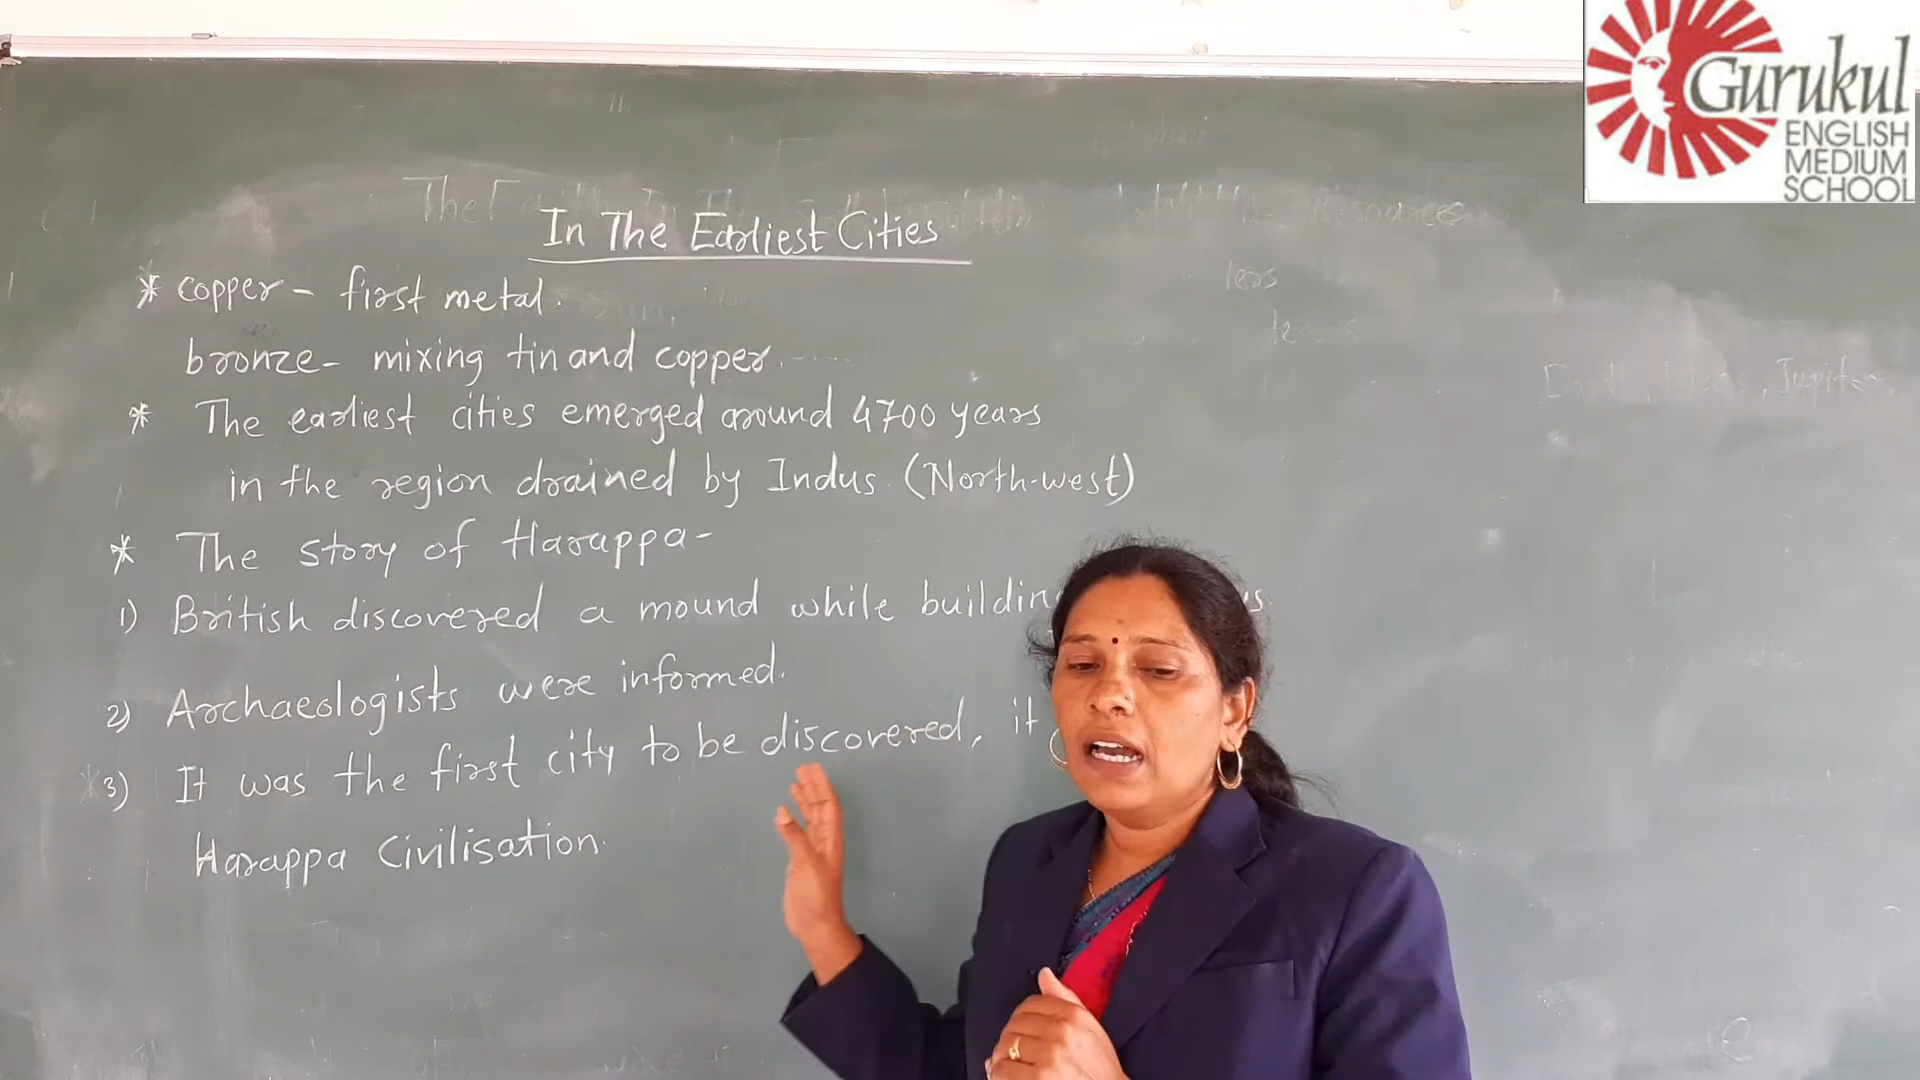 Gurukul
ENGLISH
MEDIUM
SCHOOL
In The Earliest Cities
* copper - first metal.
bronze - mixing tin and copper.
* The earliest cities emerged around 4700 years
in the region drained by Indus. (North-west)
* The story of Harappa-
1) British discovered a mound while building
2) Archaeologists were informed.
3) It was the first city to be discovered, it
Harappa Civilisation.
Resources
Jupiter,